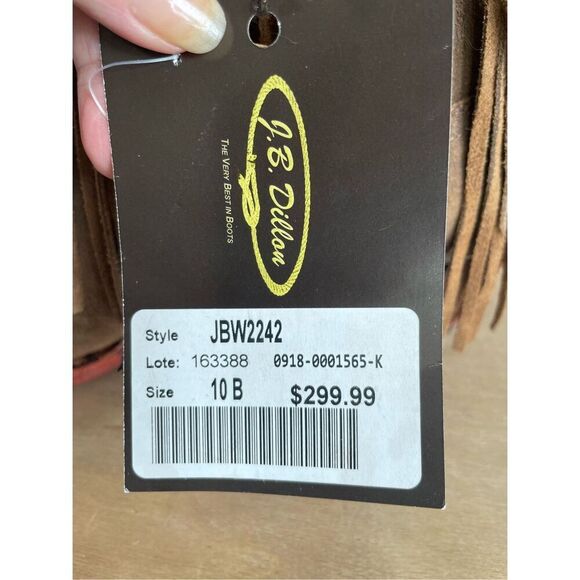 J.B. Dillon
THE VERY BEST IN BOOTS
Style JBW2242
Lote: 163388 0918-0001565-K
Size 10 B $299.99